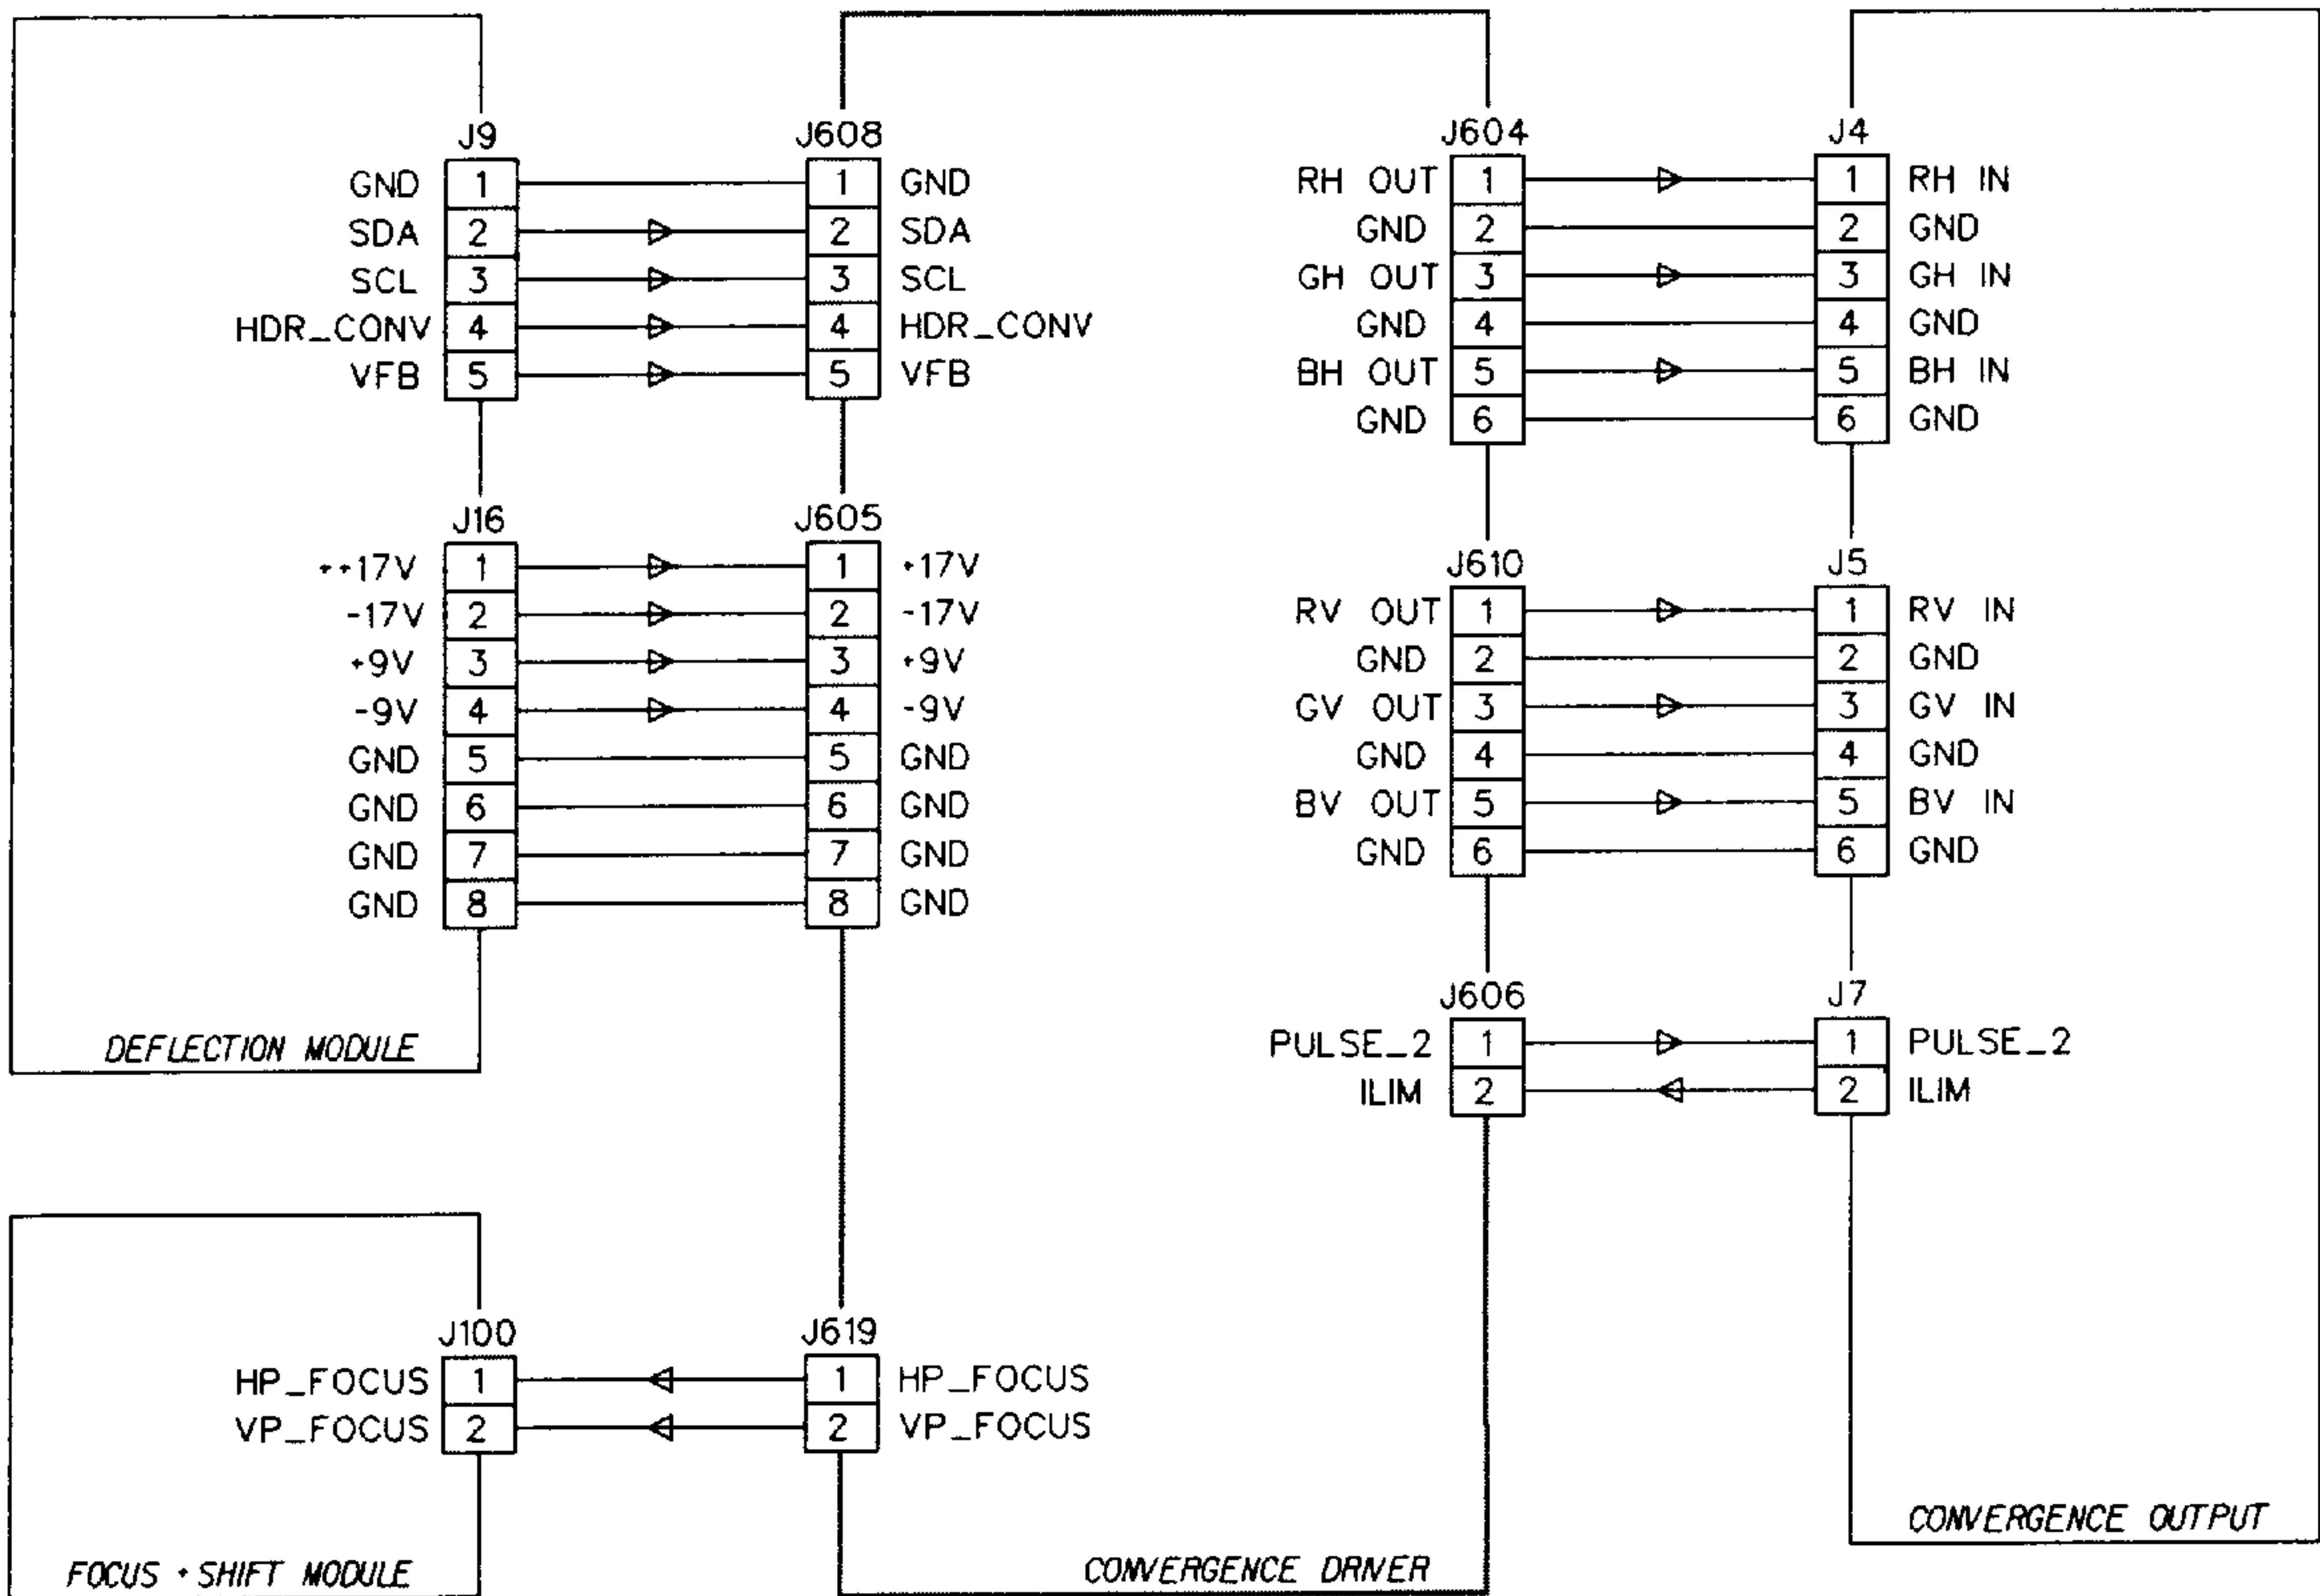 J9 J608
GND 1 1 GND
SDA 2 2 SDA
SCL 3 3 SCL
HDR_CONV 4 4 HDR_CONV
VFB 5 5 VFB
J16 J605
++17V 1 1 +17V
-17V 2 2 -17V
+9V 3 3 +9V
-9V 4 4 -9V
GND 5 5 GND
GND 6 6 GND
GND 7 7 GND
GND 8 8 GND
DEFLECTION MODULE
J100 J619
HP_FOCUS 1 1 HP_FOCUS
VP_FOCUS 2 2 VP_FOCUS
FOCUS + SHIFT MODULE
J604 J4
RH OUT 1 1 RH IN
GND 2 2 GND
GH OUT 3 3 GH IN
GND 4 4 GND
BH OUT 5 5 BH IN
GND 6 6 GND
J610 J5
RV OUT 1 1 RV IN
GND 2 2 GND
GV OUT 3 3 GV IN
GND 4 4 GND
BV OUT 5 5 BV IN
GND 6 6 GND
J606 J7
PULSE_2 1 1 PULSE_2
ILIM 2 2 ILIM
CONVERGENCE DRIVER
CONVERGENCE OUTPUT